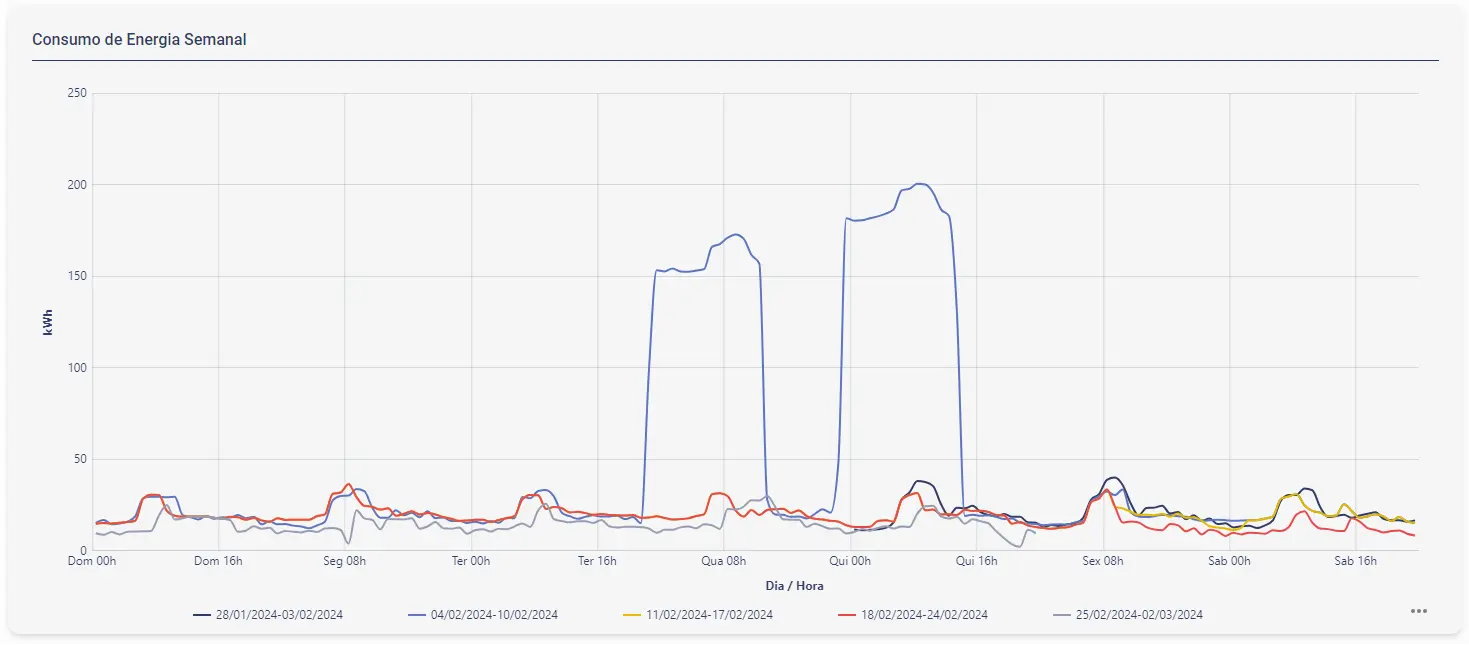 Consumo de Energia Semanal
250
200
150
100
50
0
kWh
Dom 00h Dom 16h Seg 08h Ter 00h Ter 16h Qua 08h Qui 00h Qui 16h Sex 08h Sab 00h Sab 16h
Dia / Hora
28/01/2024-03/02/2024 04/02/2024-10/02/2024 11/02/2024-17/02/2024 18/02/2024-24/02/2024 25/02/2024-02/03/2024